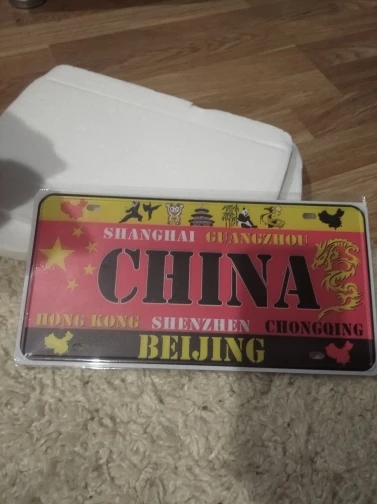 SHANGHAI GUANGZHOU
CHINA
HONG KONG SHENZHEN CHONGQING
BEIJING